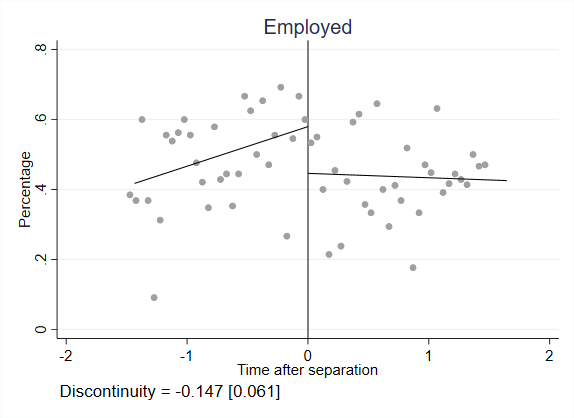 Employed
.8
.6
.4
.2
0
Percentage
-2
-1
0
1
2
Time after separation
Discontinuity = -0.147 [0.061]